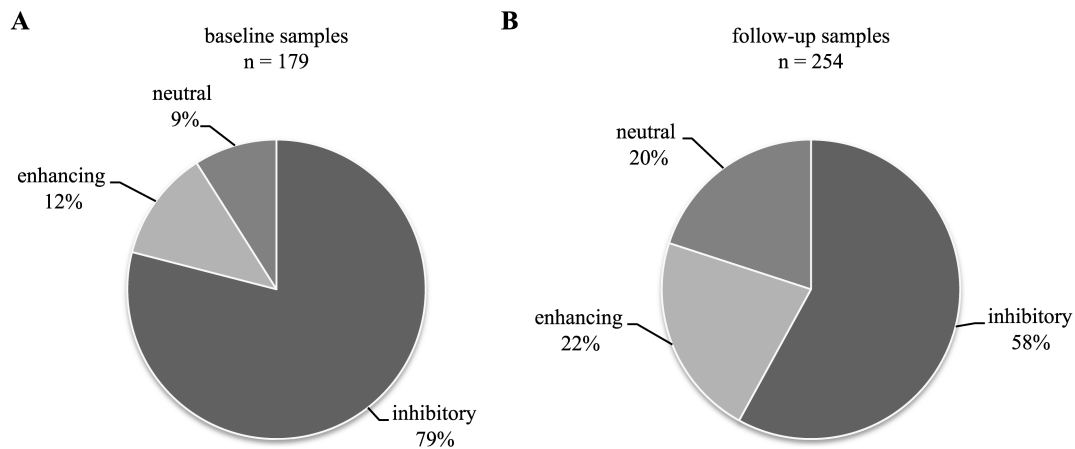 A
baseline samples
n = 179
neutral
9%
enhancing
12%
inhibitory
79%
B
follow-up samples
n = 254
neutral
20%
enhancing
22%
inhibitory
58%